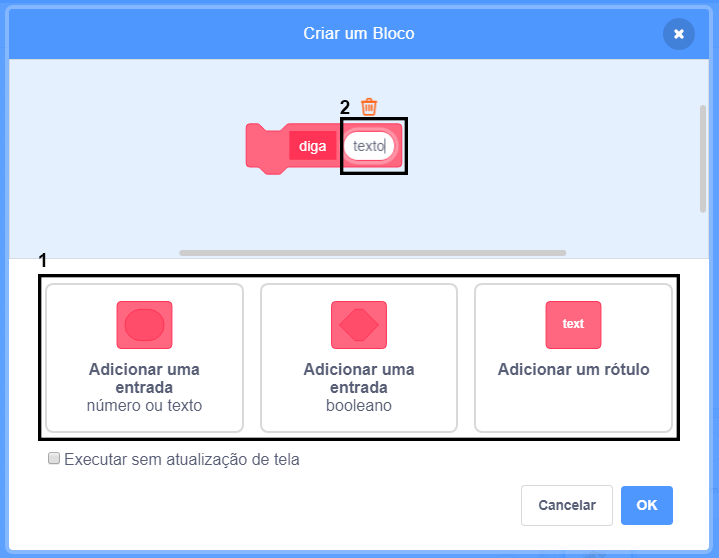 Criar um Bloco
2
diga texto
1
Adicionar uma
entrada
número ou texto
Adicionar uma
entrada
booleano
text
Adicionar um rótulo
Executar sem atualização de tela
Cancelar
OK